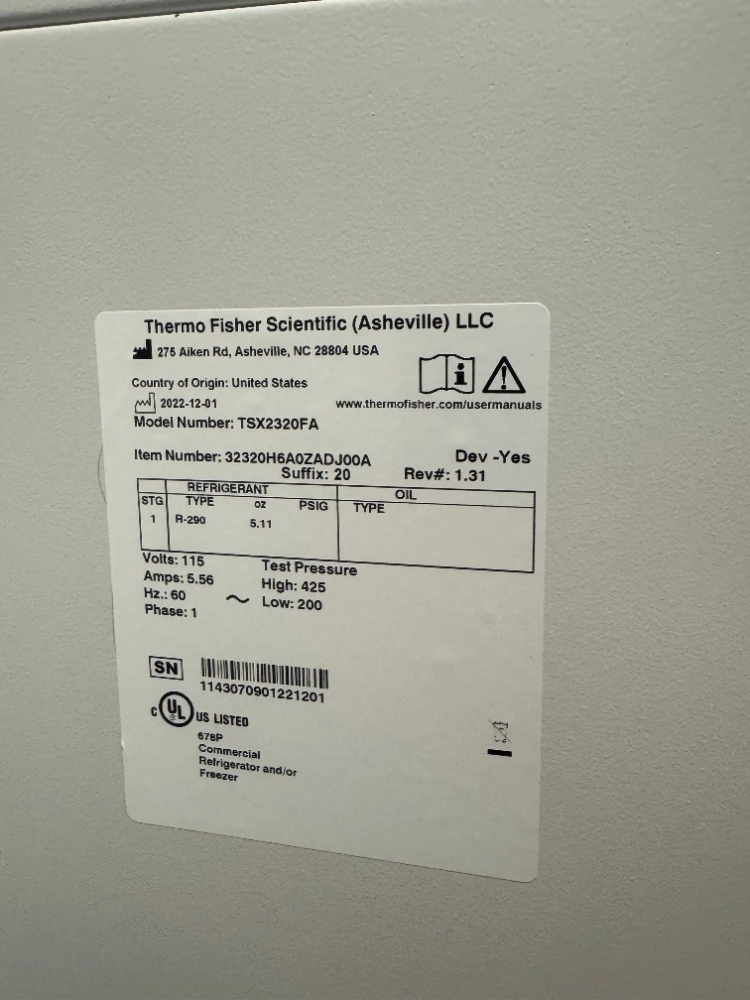 Thermo Fisher Scientific (Asheville) LLC
275 Aiken Rd, Asheville, NC 28804 USA
Country of Origin: United States
2022-12-01
www.thermofisher.com/usermanuals
Model Number: TSX2320FA
Item Number: 32320H6A0ZADJ00A Dev -Yes
Suffix: 20 Rev#: 1.31
REFRIGERANT OIL
STG TYPE oz PSIG TYPE
1 R-290 5.11
Volts: 115 Test Pressure
Amps: 5.56 High: 425
Hz.: 60 ~ Low: 200
Phase: 1
SN
1143070901221201
C UL US LISTED
678P
Commercial
Refrigerator and/or
Freezer